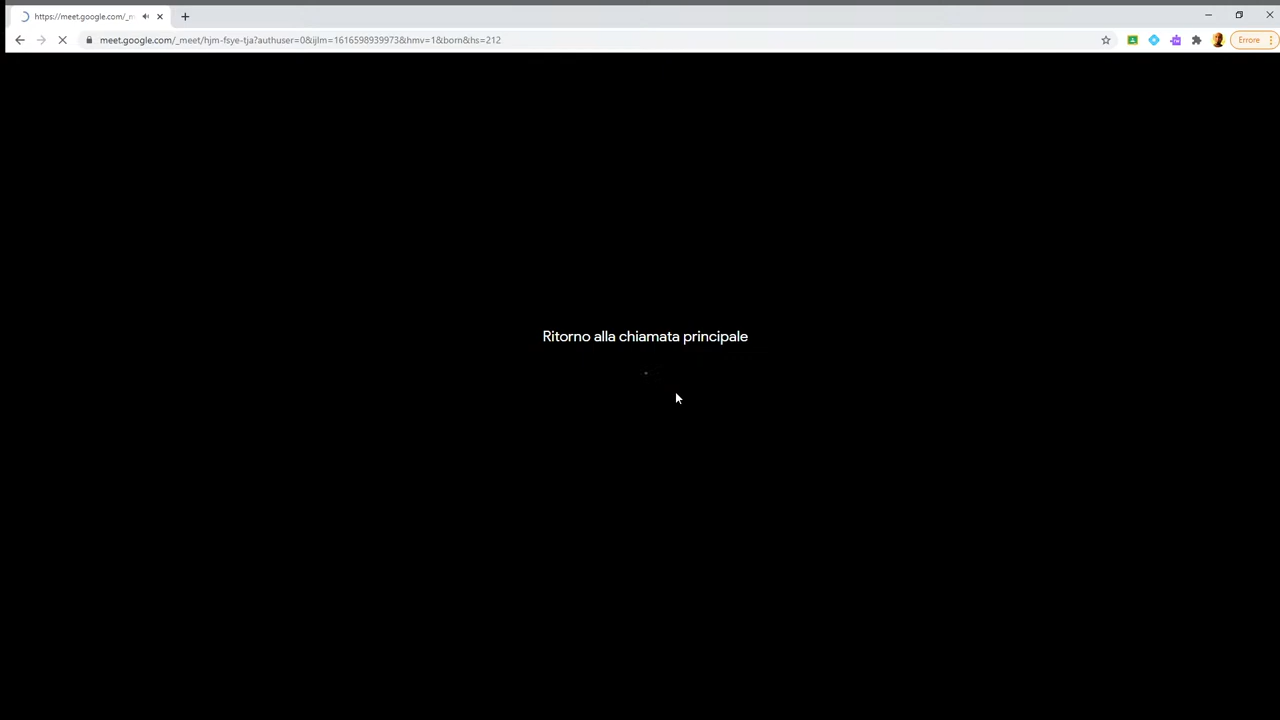 https://meet.google.com/_m
meet.google.com/_meet/hjm-fsye-tja?authuser=0&ijlm=1616598939973&hmv=1&born&hs=212
Errore
Ritorno alla chiamata principale